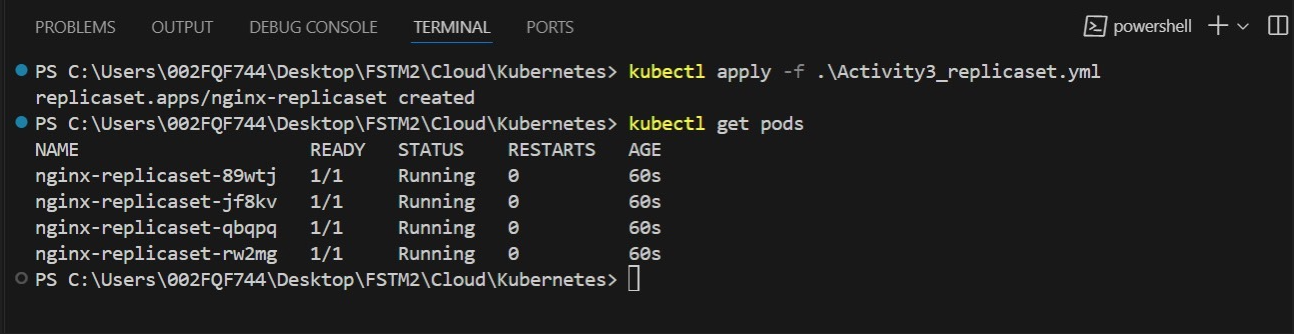 PROBLEMS OUTPUT DEBUG CONSOLE TERMINAL PORTS powershell
PS C:\Users\002FQF744\Desktop\FSTM2\Cloud\Kubernetes> kubectl apply -f .\Activity3_replicaset.yml
replicaset.apps/nginx-replicaset created
PS C:\Users\002FQF744\Desktop\FSTM2\Cloud\Kubernetes> kubectl get pods
NAME READY STATUS RESTARTS AGE
nginx-replicaset-89wtj 1/1 Running 0 60s
nginx-replicaset-jf8kv 1/1 Running 0 60s
nginx-replicaset-qbqpq 1/1 Running 0 60s
nginx-replicaset-rw2mg 1/1 Running 0 60s
PS C:\Users\002FQF744\Desktop\FSTM2\Cloud\Kubernetes>